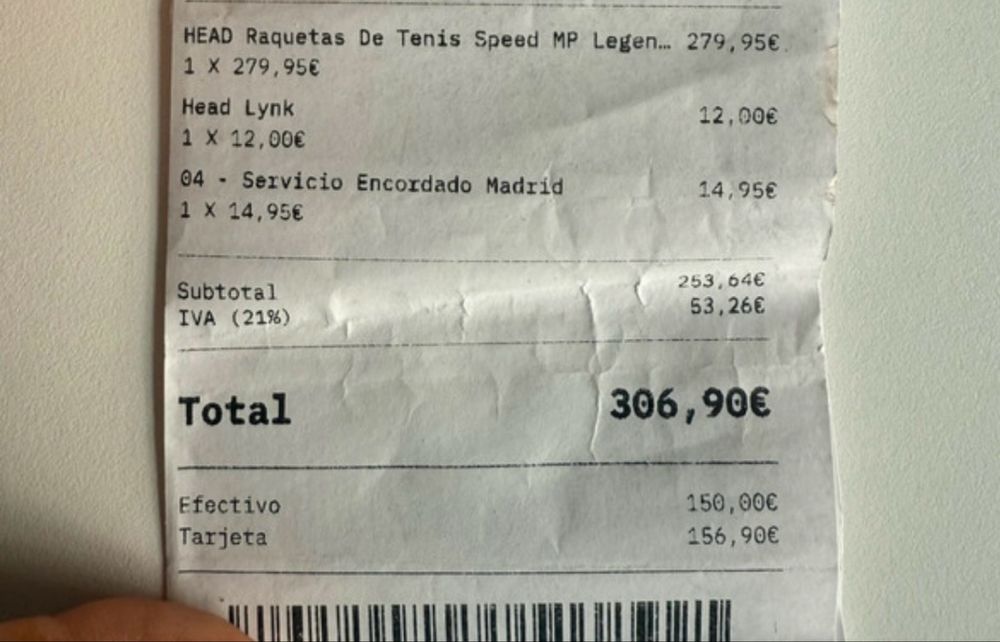 HEAD Raquetas De Tenis Speed MP Legen… 279,95€
1 X 279,95€
Head Lynk 12,00€
1 X 12,00€
04 - Servicio Encordado Madrid 14,95€
1 X 14,95€
Subtotal 253,64€
IVA (21%) 53,26€
Total 306,90€
Efectivo 150,00€
Tarjeta 156,90€